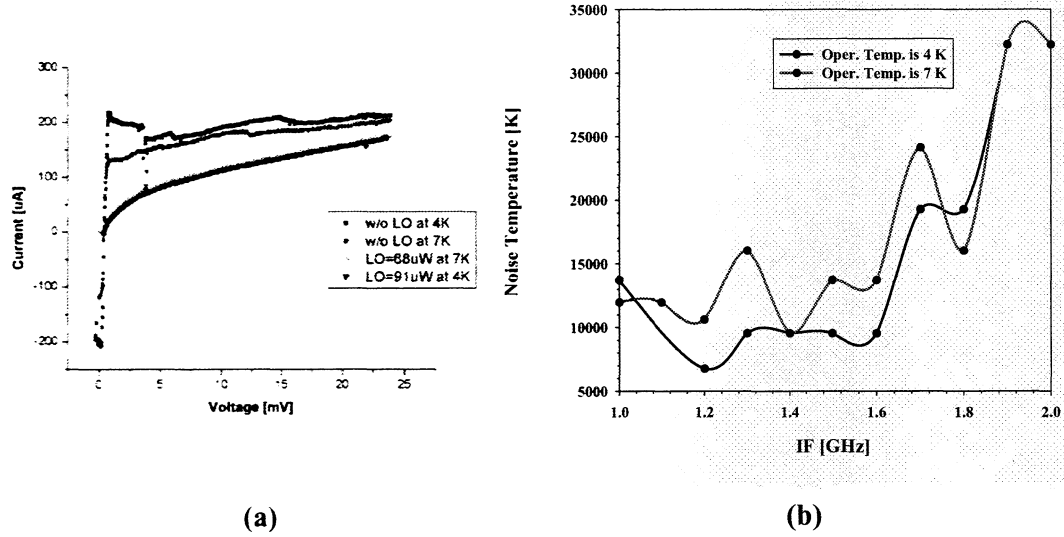 300
200
100
0
-100
-200
Current [uA]
0 5 10 15 20 25
Voltage [mV]
w/o LO at 4K
w/o LO at 7K
LO=68uW at 7K
LO=91uW at 4K
(a)
35000
30000
25000
20000
15000
10000
5000
Noise Temperature [K]
Oper. Temp. is 4 K
Oper. Temp. is 7 K
1.0 1.2 1.4 1.6 1.8 2.0
IF [GHz]
(b)